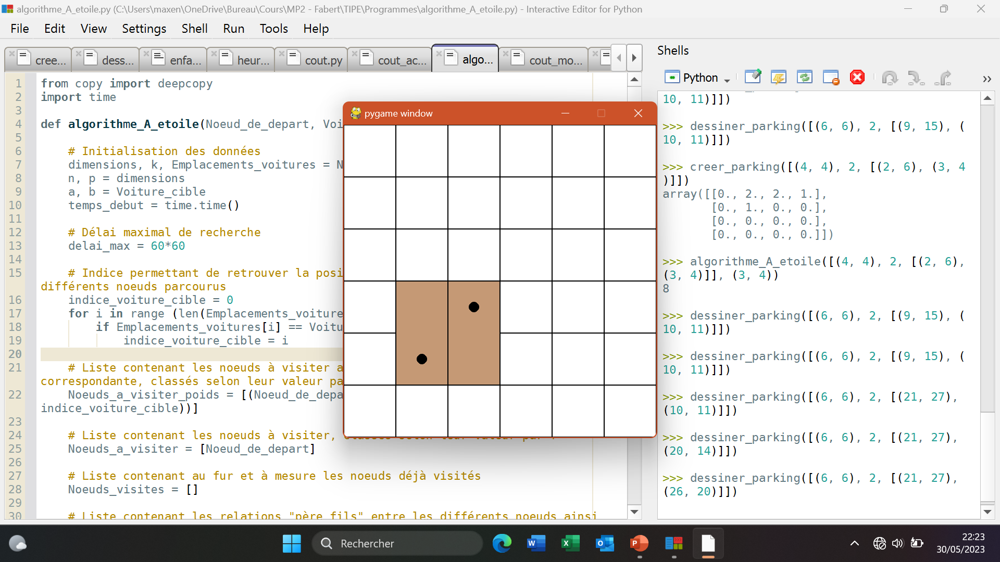 algorithme_A_etoile.py (C:\Users\maxen\OneDrive\Bureau\Cours\MP2 - Fabert\TIPE\Programmes\algorithme_A_etoile.py) - Interactive Editor for Python
File Edit View Settings Shell Run Tools Help
cree... dess... enfa... heur... cout.py cout_ac... algo... cout_mo...
1 from copy import deepcopy
2 import time
3
4 def algorithme_A_etoile(Noeud_de_depart, Voi
5
6 # Initialisation des données
7 dimensions, k, Emplacements_voitures = N
8 n, p = dimensions
9 a, b = Voiture_cible
10 temps_debut = time.time()
11
12 # Délai maximal de recherche
13 delai_max = 60*60
14
15 # Indice permettant de retrouver la posi
différents noeuds parcourus
16 indice_voiture_cible = 0
17 for i in range (len(Emplacements_voiture
18 if Emplacements_voitures[i] == Voitu
19 indice_voiture_cible = i
20
21 # Liste contenant les noeuds à visiter a
correspondante, classés selon leur valeur pa
22 Noeuds_a_visiter_poids = [(Noeud_de_depa
indice_voiture_cible))]
23
24 # Liste contenant les noeuds à visiter,
25 Noeuds_a_visiter = [Noeud_de_depart]
26
27 # Liste contenant au fur et à mesure les noeuds déjà visités
28 Noeuds_visites = []
29
30 # Liste contenant les relations "père fils" entre les différents noeuds ainsi
pygame window
Shells
Python
10, 11)]])
>>> dessiner_parking([(6, 6), 2, [(9, 15), (
10, 11)]])
>>> creer_parking([(4, 4), 2, [(2, 6), (3, 4
)]])
array([[0., 2., 2., 1.],
[0., 1., 0., 0.],
[0., 0., 0., 0.],
[0., 0., 0., 0.]])
>>> algorithme_A_etoile([(4, 4), 2, [(2, 6),
(3, 4)]], (3, 4))
8
>>> dessiner_parking([(6, 6), 2, [(9, 15), (
10, 11)]])
>>> dessiner_parking([(6, 6), 2, [(9, 15), (
10, 11)]])
>>> dessiner_parking([(6, 6), 2, [(21, 27),
(10, 11)]])
>>> dessiner_parking([(6, 6), 2, [(21, 27),
(20, 14)]])
>>> dessiner_parking([(6, 6), 2, [(21, 27),
(26, 20)]])
Rechercher
22:23
30/05/2023